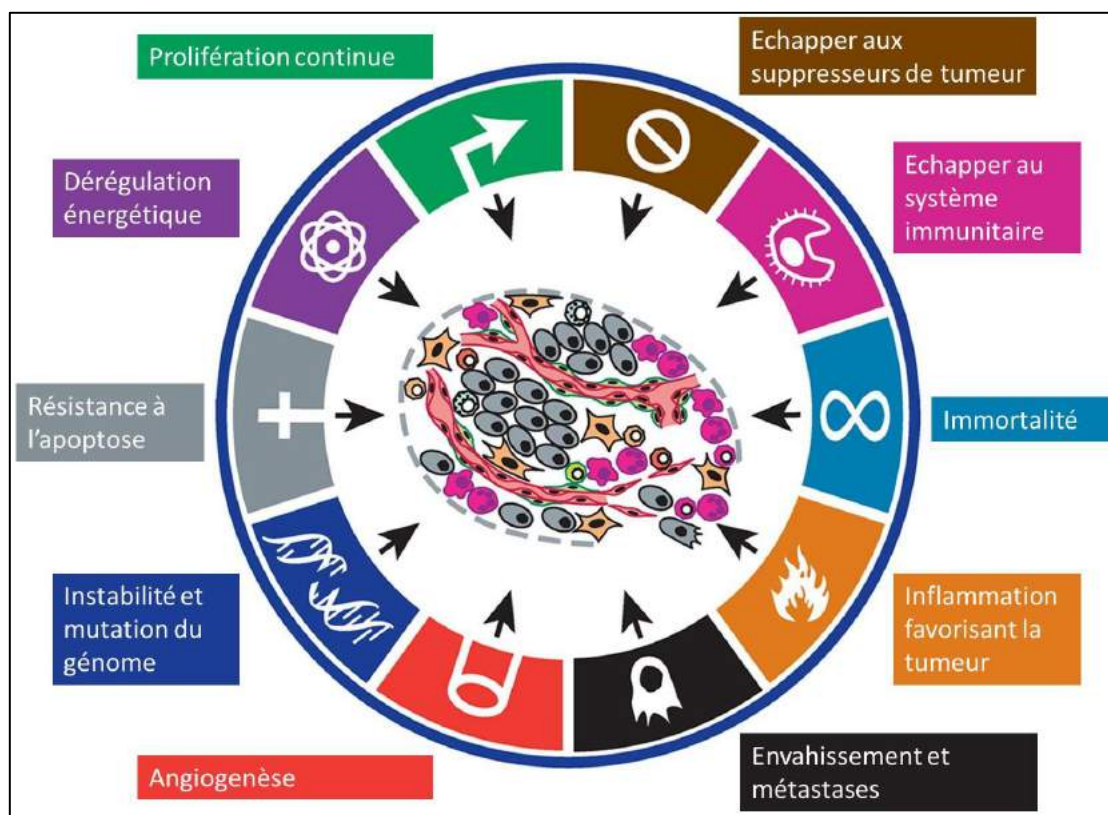 Prolifération continue
Echapper aux
suppresseurs de tumeur
Dérégulation
énergétique
Echapper au
système
immunitaire
Résistance à
l'apoptose
Immortalité
Instabilité et
mutation du
génome
Inflammation
favorisant la
tumeur
Angiogenèse
Envahissement et
métastases